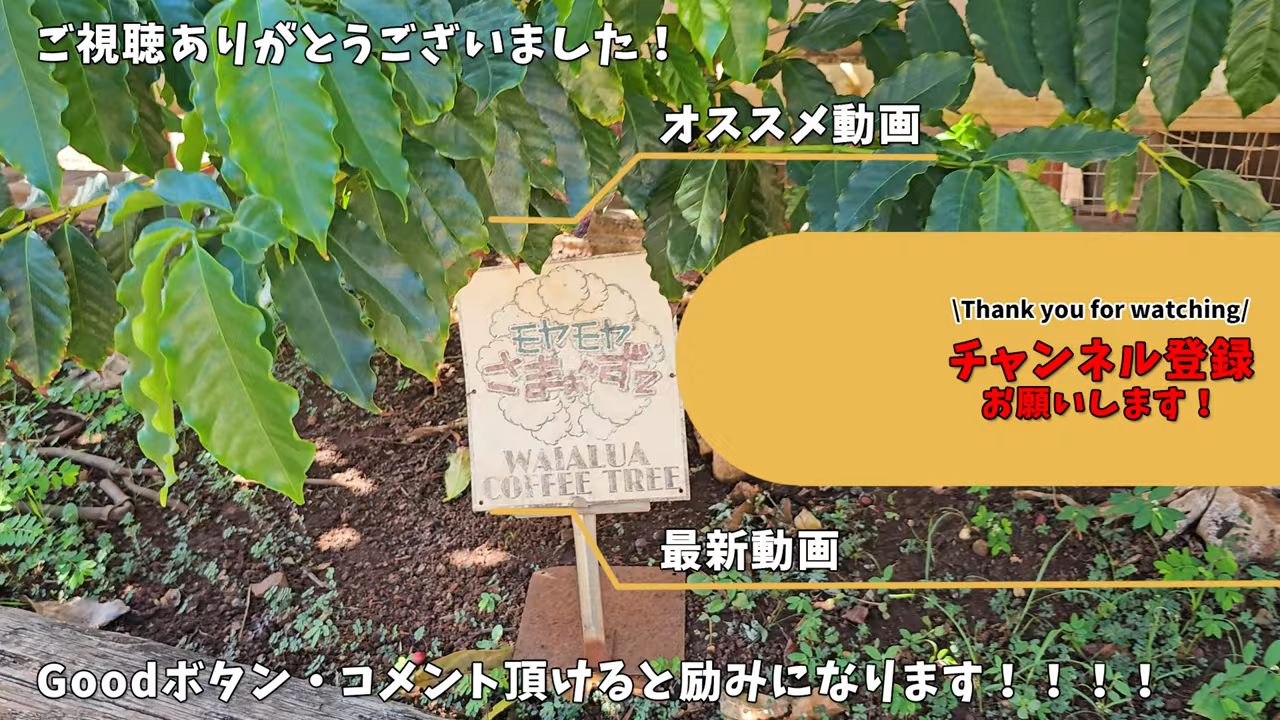 ご視聴ありがとうございました！
オススメ動画
\Thank you for watching/
チャンネル登録
お願いします！
モヤモヤ
さまぁ~ず2
WAIALUA
COFFEE TREE
最新動画
Goodボタン・コメント頂けると励みになります！！！！